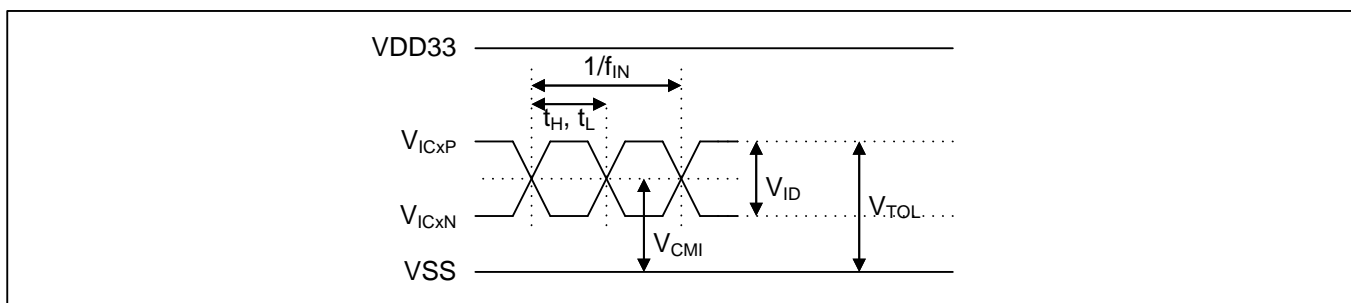 VDD33
1/fIN
tH, tL
VICxP
VID
VTOL
VICxN
VCMI
VSS